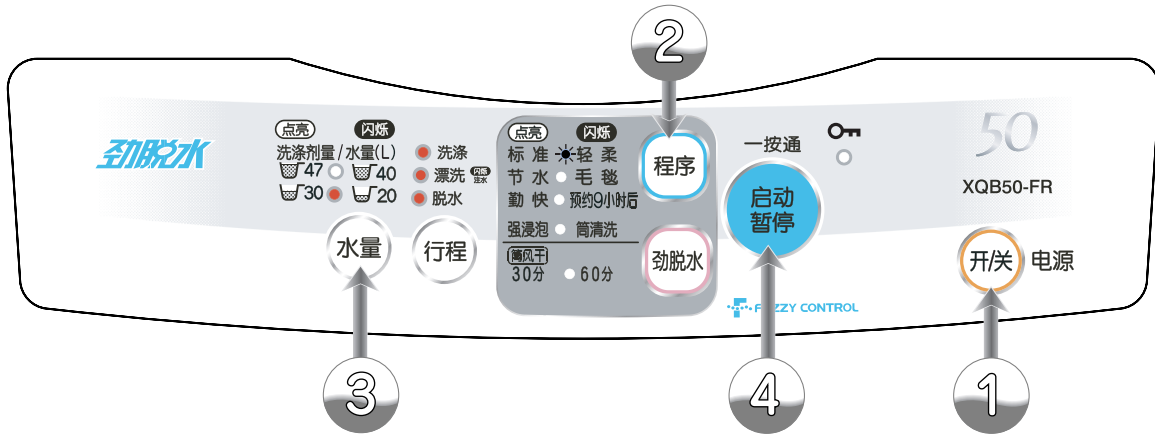 2
劲脱水
点亮 闪烁
洗涤剂量/水量(L)
47 40
30 20
水量
洗涤
漂洗 闪烁注水
脱水
行程
点亮 闪烁
标准 轻柔
节水 毛毯
勤快 预约9小时后
强浸泡 筒清洗
筒风干
30分 60分
程序
劲脱水
一按通
启动
暂停
50
XQB50-FR
开/关 电源
FUZZY CONTROL
3
4
1